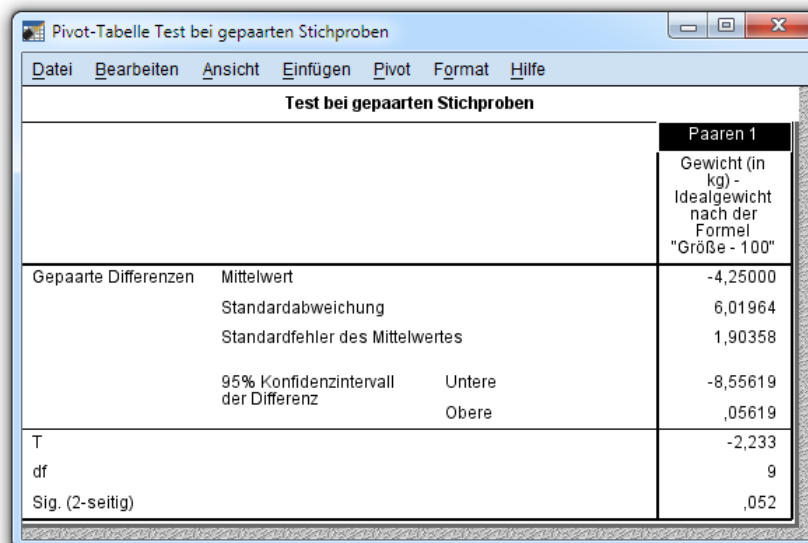 Pivot-Tabelle Test bei gepaarten Stichproben
Datei Bearbeiten Ansicht Einfügen Pivot Format Hilfe
Test bei gepaarten Stichproben
Paaren 1
Gewicht (in
kg) -
Idealgewicht
nach der
Formel
"Größe - 100"
Gepaarte Differenzen Mittelwert -4,25000
Standardabweichung 6,01964
Standardfehler des Mittelwertes 1,90358
95% Konfidenzintervall
der Differenz
Untere -8,55619
Obere ,05619
T -2,233
df 9
Sig. (2-seitig) ,052